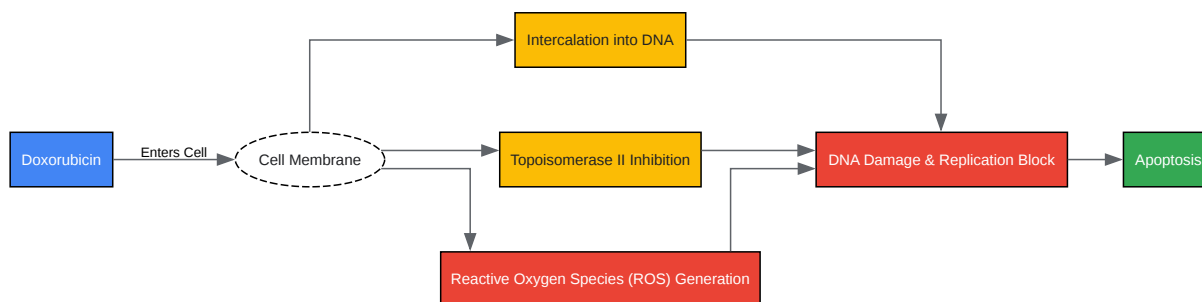 Intercalation into DNA
Doxorubicin
Enters Cell
Cell Membrane
Topoisomerase II Inhibition
DNA Damage & Replication Block
Apoptosis
Reactive Oxygen Species (ROS) Generation